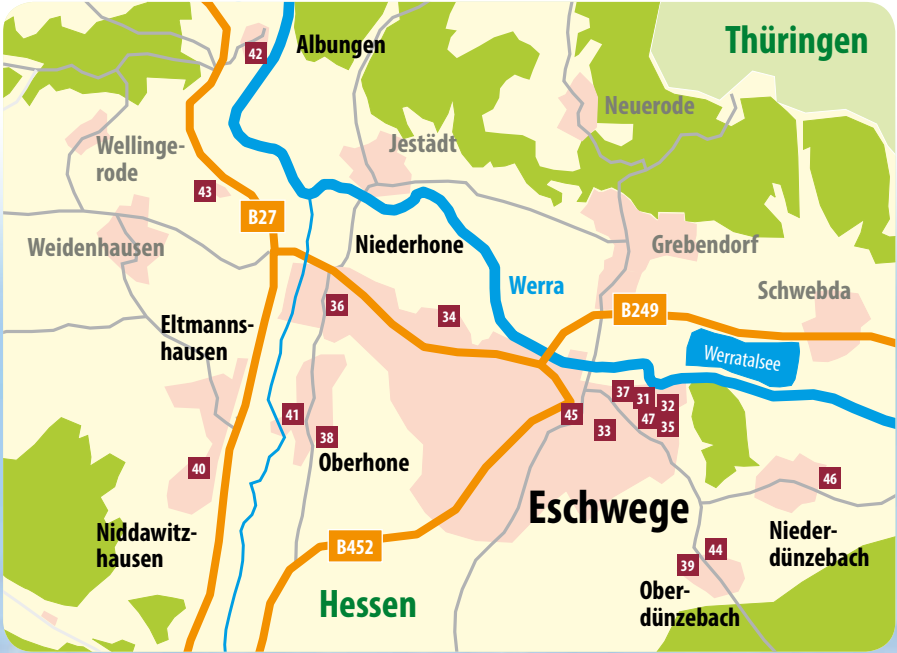 Thüringen
42
Albungen
Neuerode
Wellinge-
rode
Jestädt
43
B27
Weidenhausen
Niederhone
Grebendorf
Werra
Schwebda
36
34
B249
Eltmanns-
hausen
Werratalsee
37
31
32
41
45
47
33
35
38
Oberhone
40
46
Eschwege
Niddawitz-
hausen
B452
Nieder-
dünzebach
44
39
Ober-
dünzebach
Hessen